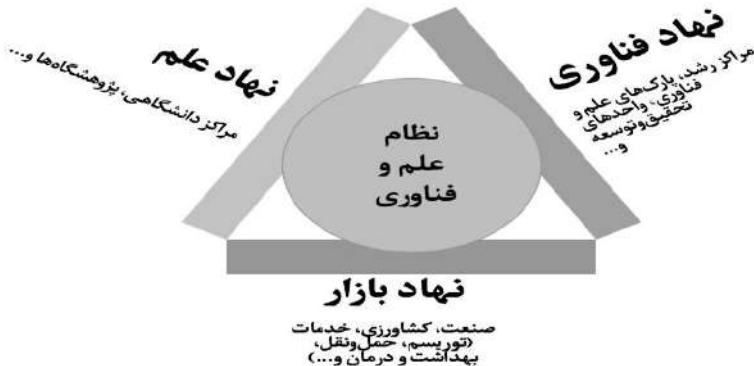 نهاد علم
مراکز دانشگاهی، پژوهشگاه‌ها و...
نهاد فناوری
مراکز رشد، پارک‌های علم و
فناوری، واحدهای
تحقیق‌وتوسعه
و...
نظام
علم و
فناوری
نهاد بازار
صنعت، کشاورزی، خدمات
(توریسم، حمل‌ونقل،
بهداشت و درمان و...)